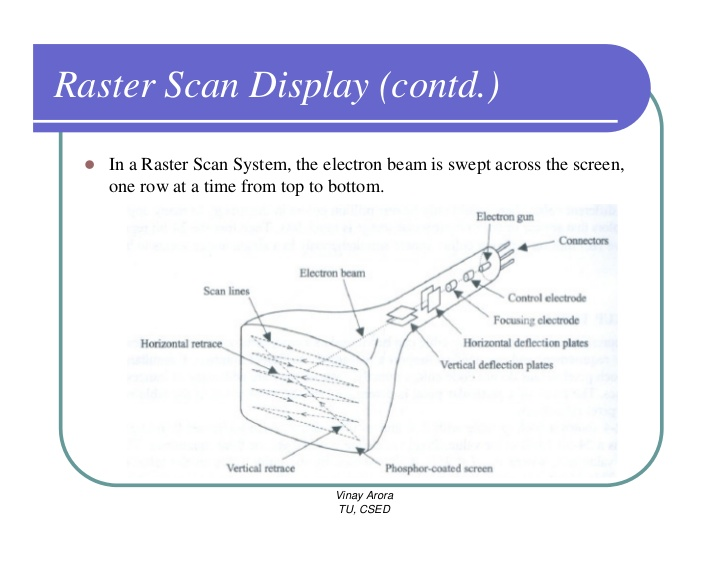 Raster Scan Display (contd.)
In a Raster Scan System, the electron beam is swept across the screen,
one row at a time from top to bottom.
Electron gun
Connectors
Electron beam
Scan lines
Control electrode
Focusing electrode
Horizontal retrace
Horizontal deflection plates
Vertical deflection plates
Vertical retrace
Phosphor-coated screen
Vinay Arora
TU, CSED